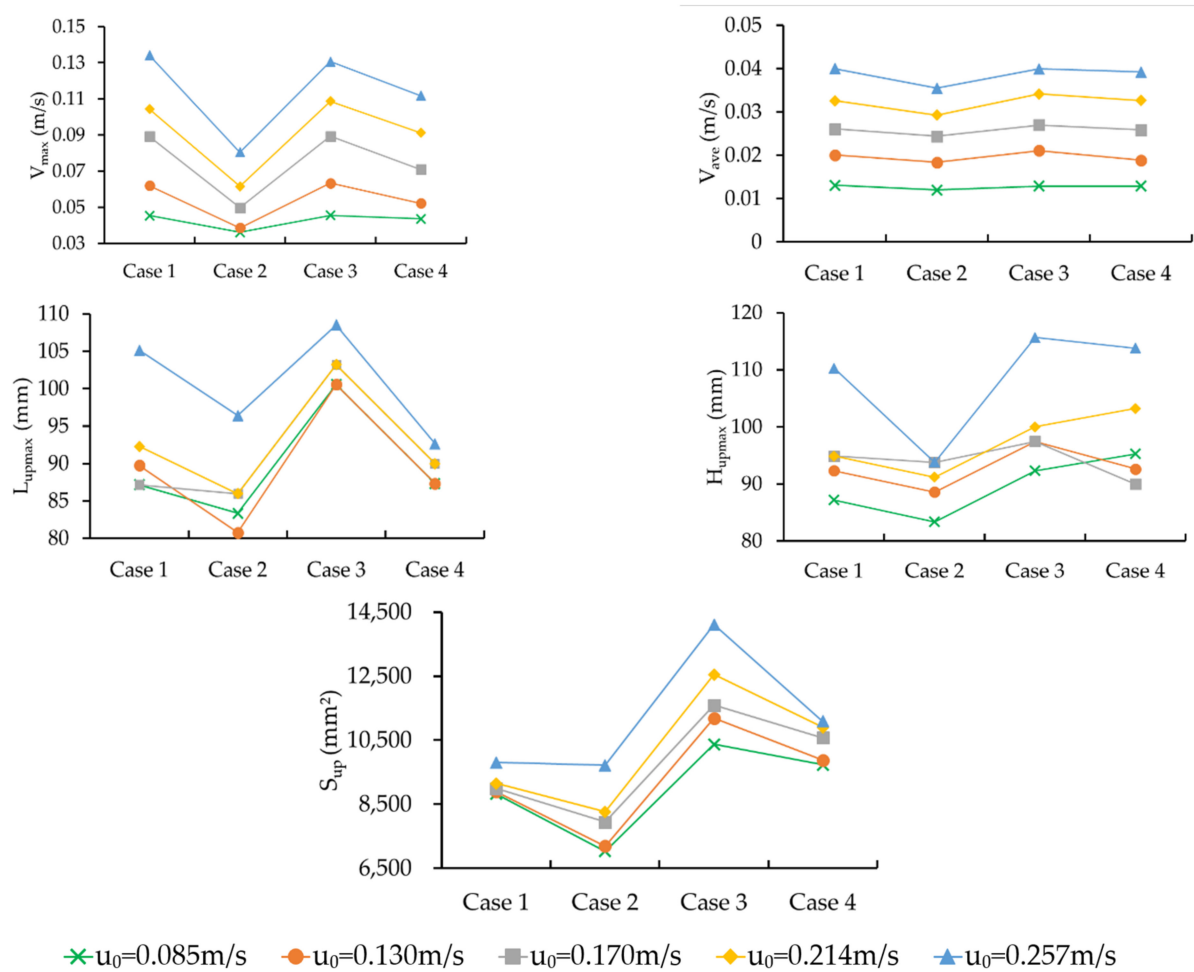 0.15
0.13
0.11
0.09
0.07
0.05
0.03
Vmax (m/s)
Case 1 Case 2 Case 3 Case 4
0.05
0.04
0.03
0.02
0.01
0
Vave (m/s)
Case 1 Case 2 Case 3 Case 4
110
105
100
95
90
85
80
Lupmax (mm)
Case 1 Case 2 Case 3 Case 4
120
110
100
90
80
Hupmax (mm)
Case 1 Case 2 Case 3 Case 4
14,500
12,500
10,500
8,500
6,500
Sup (mm²)
Case 1 Case 2 Case 3 Case 4
u₀=0.085m/s u₀=0.130m/s u₀=0.170m/s u₀=0.214m/s u₀=0.257m/s